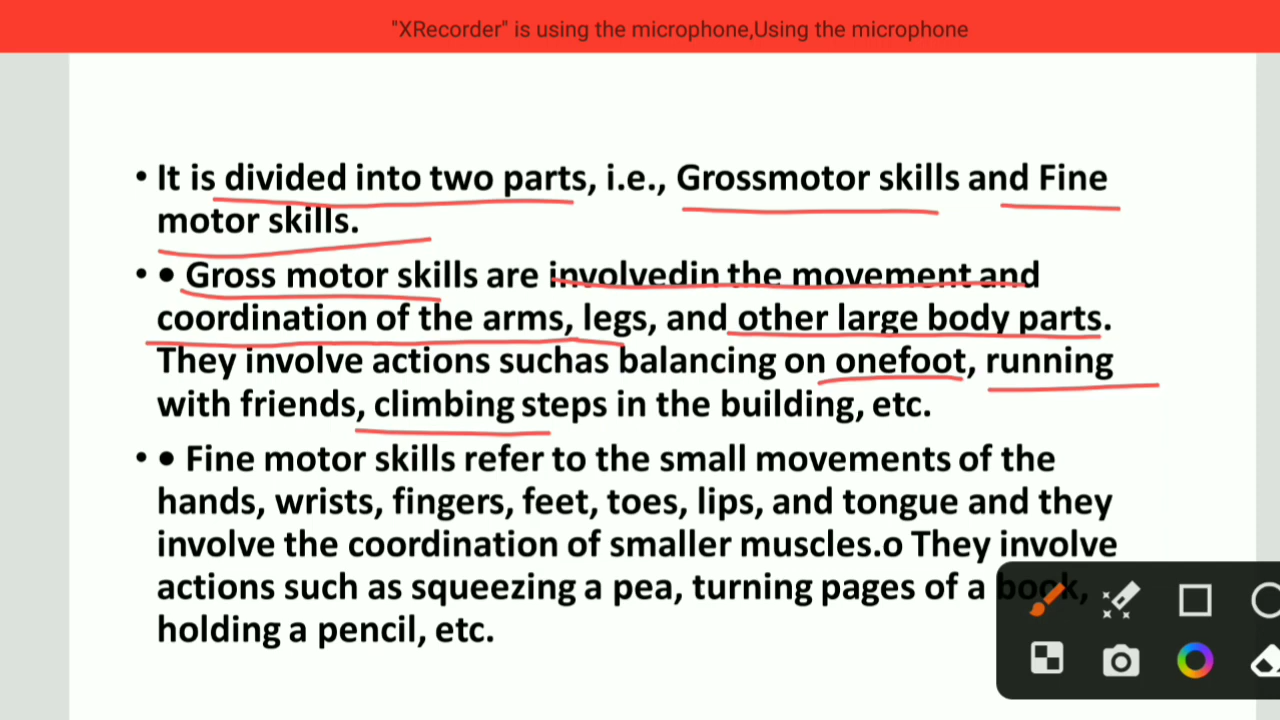 "XRecorder" is using the microphone,Using the microphone
• It is divided into two parts, i.e., Grossmotor skills and Fine
motor skills.
• • Gross motor skills are involvedin the movement and
coordination of the arms, legs, and other large body parts.
They involve actions suchas balancing on onefoot, running
with friends, climbing steps in the building, etc.
• • Fine motor skills refer to the small movements of the
hands, wrists, fingers, feet, toes, lips, and tongue and they
involve the coordination of smaller muscles.o They involve
actions such as squeezing a pea, turning pages of a book,
holding a pencil, etc.